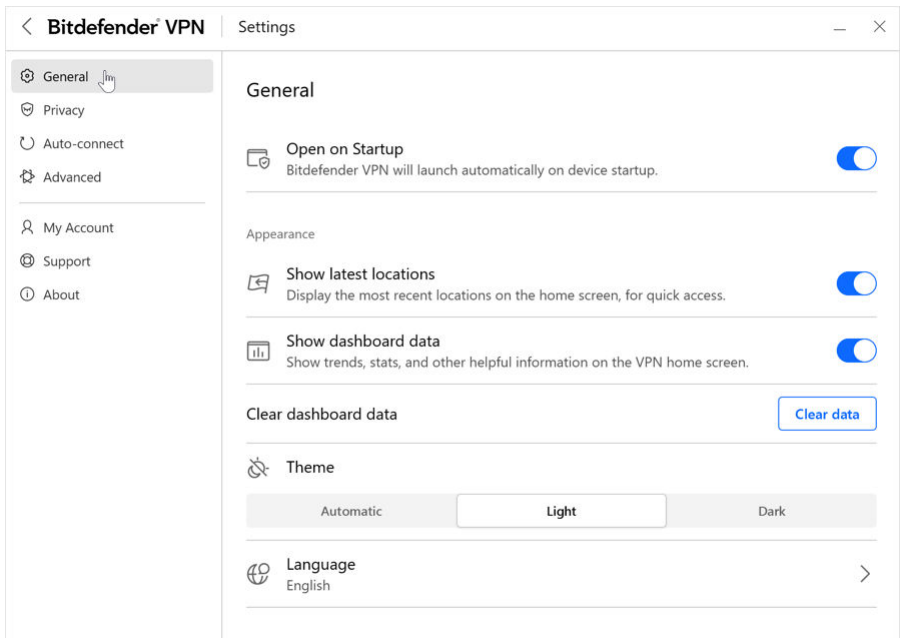 Bitdefender VPN
Settings
General
Privacy
Auto-connect
Advanced
My Account
Support
About
General
Open on Startup
Bitdefender VPN will launch automatically on device startup.
Appearance
Show latest locations
Display the most recent locations on the home screen, for quick access.
Show dashboard data
Show trends, stats, and other helpful information on the VPN home screen.
Clear dashboard data
Clear data
Theme
Automatic
Light
Dark
Language
English